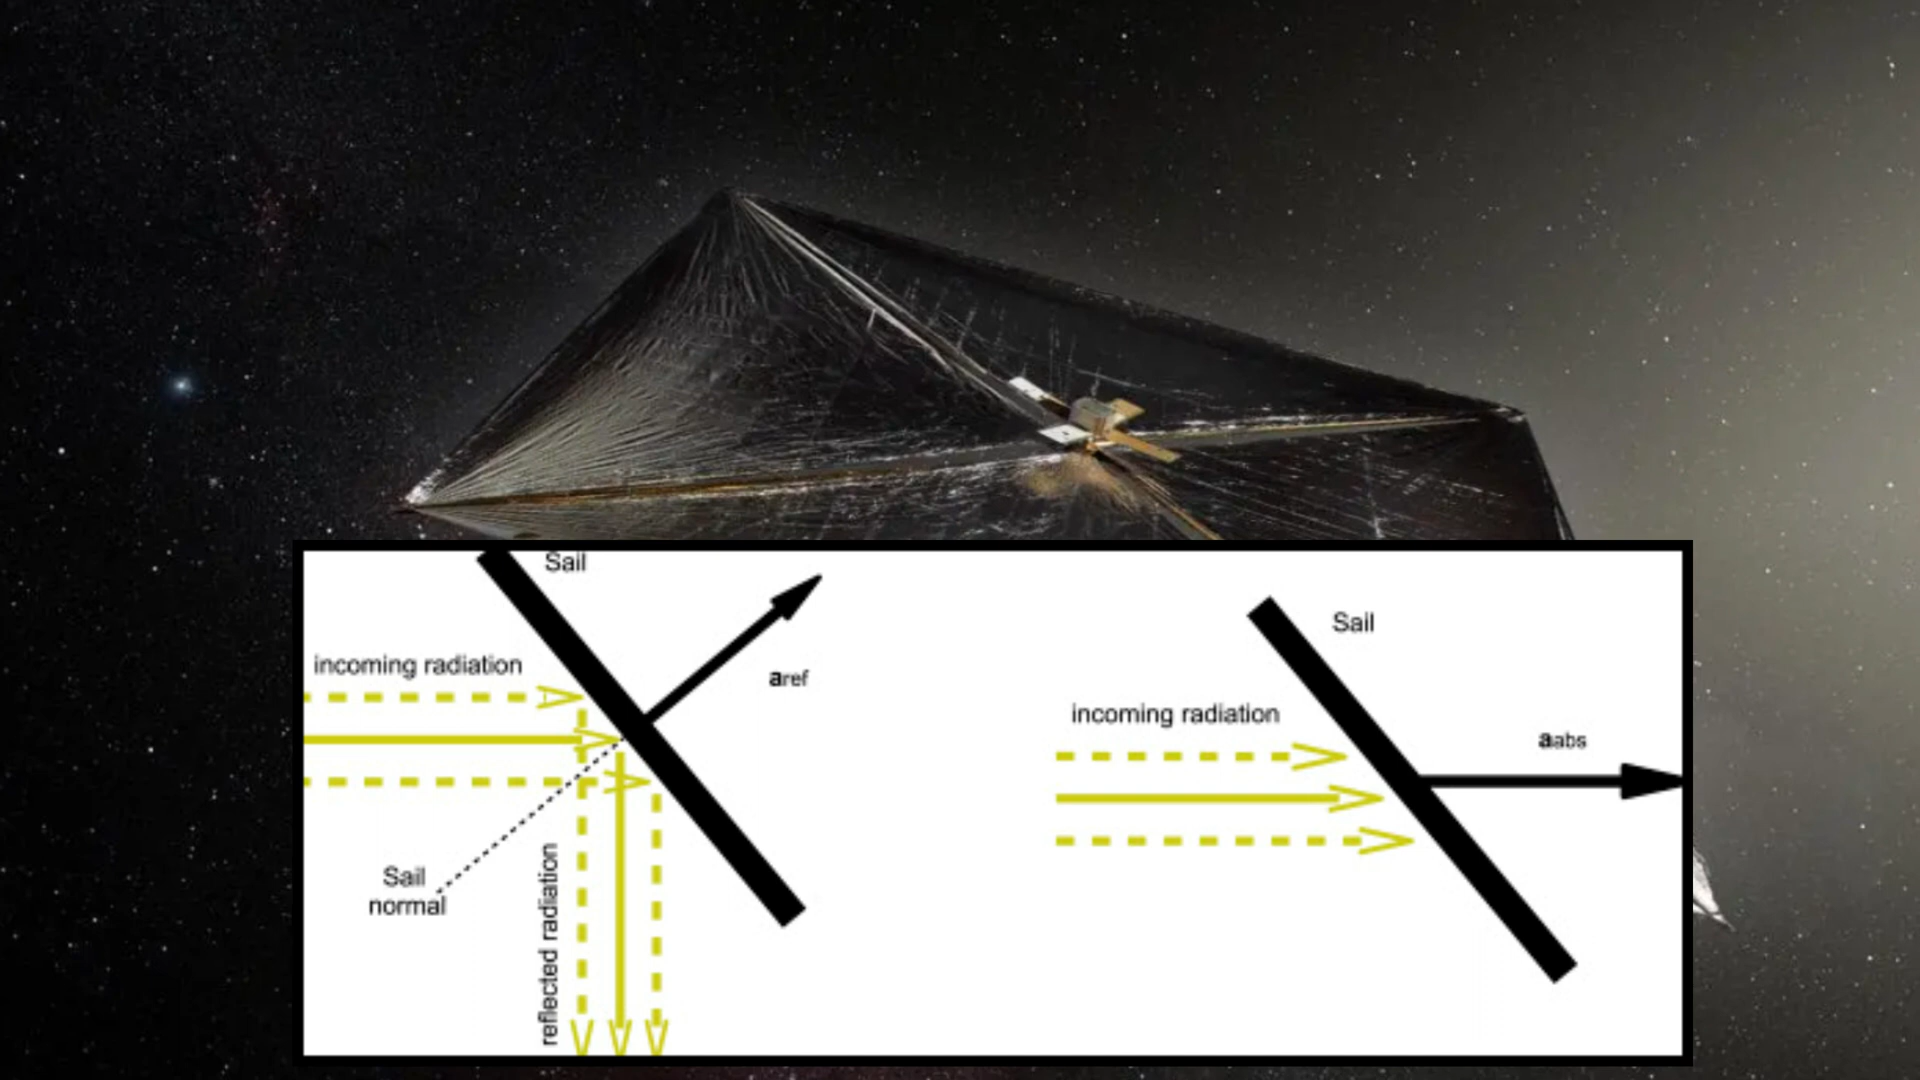 Sail
incoming radiation
aref
Sail
normal
reflected radiation
Sail
incoming radiation
aabs